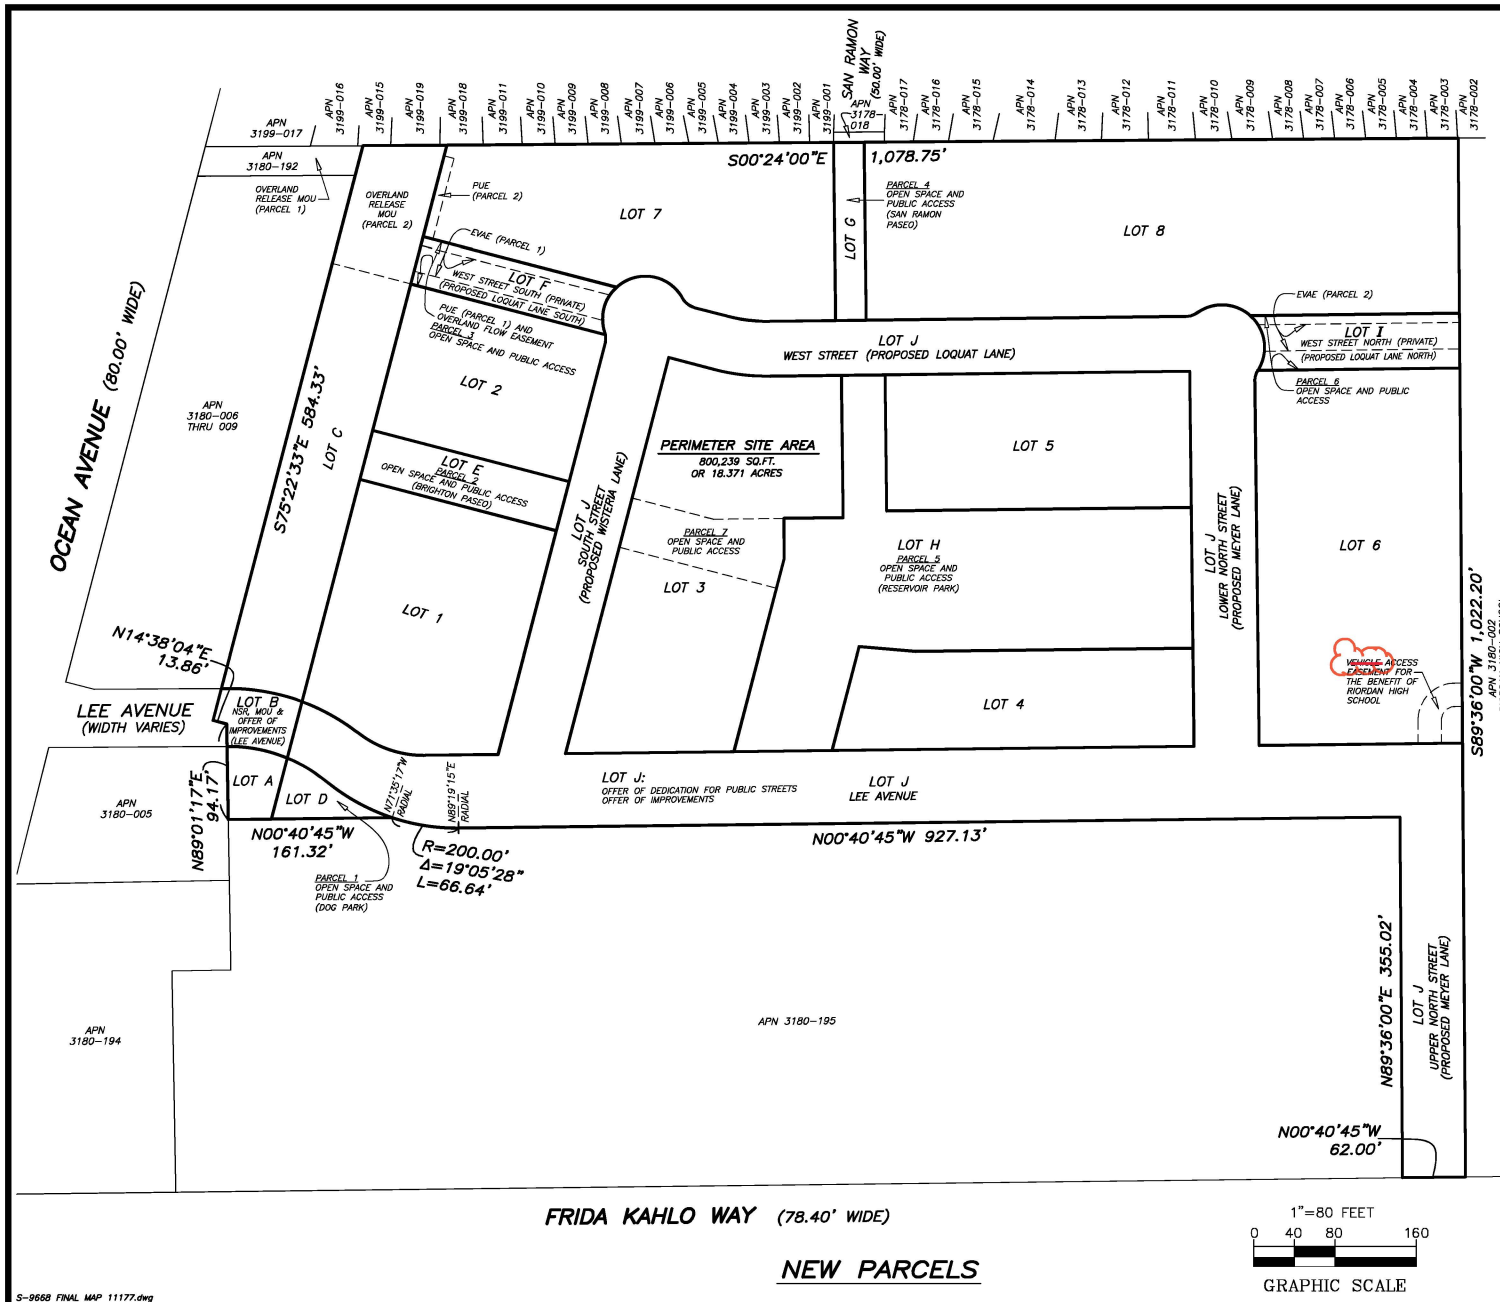 SAN RAMON
WAY
(50.00' WIDE)
APN
3199-017
APN
3199-016
APN
3199-015
APN
3199-019
APN
3199-018
APN
3199-011
APN
3199-010
APN
3199-009
APN
3199-008
APN
3199-007
APN
3199-006
APN
3199-005
APN
3199-004
APN
3199-003
APN
3199-002
APN
3199-001
APN
3178-
018
APN
3178-017
APN
3178-016
APN
3178-015
APN
3178-014
APN
3178-013
APN
3178-012
APN
3178-011
APN
3178-010
APN
3178-009
APN
3178-008
APN
3178-007
APN
3178-006
APN
3178-005
APN
3178-004
APN
3178-003
APN
3178-002
APN
3180-192
OVERLAND
RELEASE MOU
(PARCEL 1)
OVERLAND
RELEASE
MOU
(PARCEL 2)
PUE
(PARCEL 2)
S00°24'00"E 1,078.75'
LOT 7
LOT G
PARCEL 4
OPEN SPACE AND
PUBLIC ACCESS
(SAN RAMON
PASEO)
LOT 8
EVAE (PARCEL 1)
LOT F
WEST STREET SOUTH (PRIVATE)
(PROPOSED LOQUAT LANE SOUTH)
PUE (PARCEL 1) AND
OVERLAND FLOW EASEMENT
PARCEL 3
OPEN SPACE AND PUBLIC ACCESS
EVAE (PARCEL 2)
LOT I
WEST STREET NORTH (PRIVATE)
(PROPOSED LOQUAT LANE NORTH)
PARCEL 6
OPEN SPACE AND PUBLIC
ACCESS
LOT J
WEST STREET (PROPOSED LOQUAT LANE)
OCEAN AVENUE (80.00' WIDE)
APN
3180-006
THRU 009
S75°22'33"E 584.33'
LOT C
LOT 2
LOT E
PARCEL 2
OPEN SPACE AND PUBLIC ACCESS
(BRIGHTON PASEO)
LOT J
SOUTH STREET
(PROPOSED WISTERIA LANE)
PERIMETER SITE AREA
800,239 SQ.FT.
OR 18.371 ACRES
LOT 5
PARCEL 7
OPEN SPACE AND
PUBLIC ACCESS
LOT 3
LOT H
PARCEL 5
OPEN SPACE AND
PUBLIC ACCESS
(RESERVOIR PARK)
LOT J
LOWER NORTH STREET
(PROPOSED MEYER LANE)
LOT 6
S89°36'00"W 1,022.20'
APN 3180-002
LOT 1
N14°38'04"E
13.86'
VEHICLE ACCESS
EASEMENT FOR
THE BENEFIT OF
RIORDAN HIGH
SCHOOL
LOT 4
LEE AVENUE
(WIDTH VARIES)
LOT B
NSR, MOU &
OFFER OF
IMPROVEMENTS
(LEE AVENUE)
LOT A
LOT D
N71°35'17"W
RADIAL
N89°19'15"E
RADIAL
LOT J:
OFFER OF DEDICATION FOR PUBLIC STREETS
OFFER OF IMPROVEMENTS
LOT J
LEE AVENUE
APN
3180-005
N89°01'17"E
94.17'
N00°40'45"W
161.32'
R=200.00'
Δ=19°05'28"
L=66.64'
N00°40'45"W 927.13'
PARCEL 1
OPEN SPACE AND
PUBLIC ACCESS
(DOG PARK)
N89°36'00"E 355.02'
LOT J
UPPER NORTH STREET
(PROPOSED MEYER LANE)
APN
3180-194
APN 3180-195
N00°40'45"W
62.00'
FRIDA KAHLO WAY (78.40' WIDE)
NEW PARCELS
1"=80 FEET
0 40 80 160
GRAPHIC SCALE
S-9668 FINAL MAP 11177.dwg